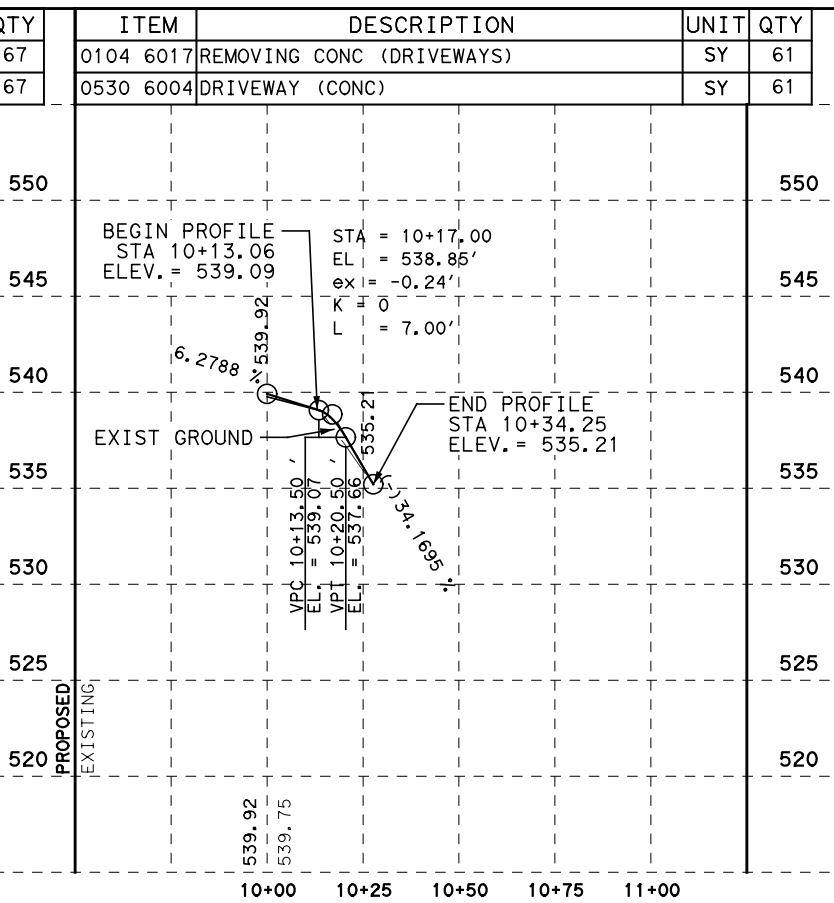 QTY ITEM DESCRIPTION UNIT QTY
67 0104 6017 REMOVING CONC (DRIVEWAYS) SY 61
67 0530 6004 DRIVEWAY (CONC) SY 61
550 550
BEGIN PROFILE
STA 10+13.06
ELEV.= 539.09
STA = 10+17.00
EL = 538.85'
ex = -0.24'
K = 0
L = 7.00'
545 545
539.92
6.2788 %
540 540
END PROFILE
STA 10+34.25
ELEV.= 535.21
535.21
EXIST GROUND
535 535
(-)34.1695 %
VPC 10+13.50 '
EL. = 539.07
VPT 10+20.50 '
EL. = 537.66
530 530
525 525
PROPOSED
EXISTING
520 520
539.92
539.75
10+00 10+25 10+50 10+75 11+00